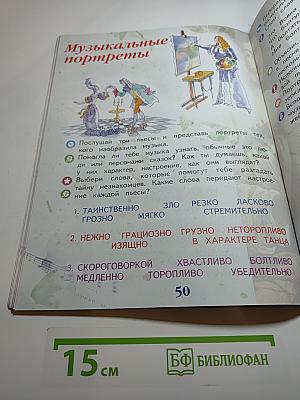 Музыкальные
портреты
Послушай три пьесы и представь портреты тех,
кого изобразила музыка.
Помогла ли тебе музыка узнать, обычные это лю-
ди или персонажи сказок? Как ты думаешь, какой
у них характер, настроение, как они выглядят?
Выбери слова, которые помогут тебе разгадать
тайну незнакомцев. Какие слова передают настрое-
ние каждой пьесы?
1. ТАИНСТВЕННО ЗЛО РЕЗКО ЛАСКОВО
ГРОЗНО МЯГКО СТРЕМИТЕЛЬНО
2. НЕЖНО ГРАЦИОЗНО ГРУЗНО НЕТОРОПЛИВО
ИЗЯЩНО В ХАРАКТЕРЕ ТАНЦА
3. СКОРОГОВОРКОЙ ХВАСТЛИВО БОЛТЛИВО
МЕДЛЕННО ТОРОПЛИВО УБЕДИТЕЛЬНО
50
15 см
БФ БИБЛИОФАН